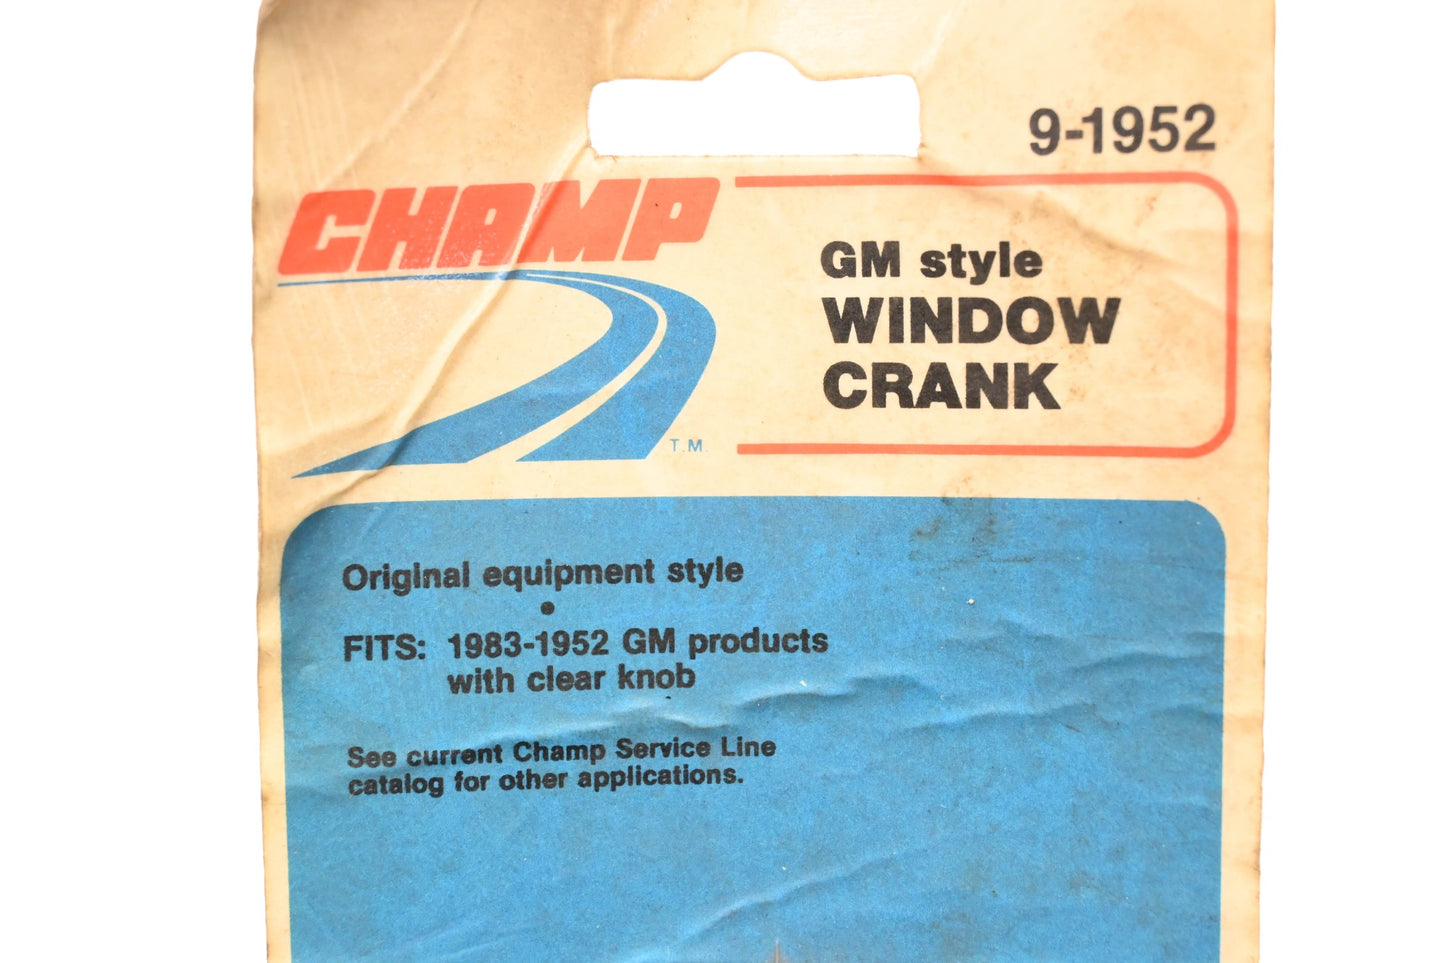 9-1952
CHAMP
T.M.
GM style
WINDOW
CRANK
Original equipment style
•
FITS: 1983-1952 GM products
with clear knob
See current Champ Service Line
catalog for other applications.